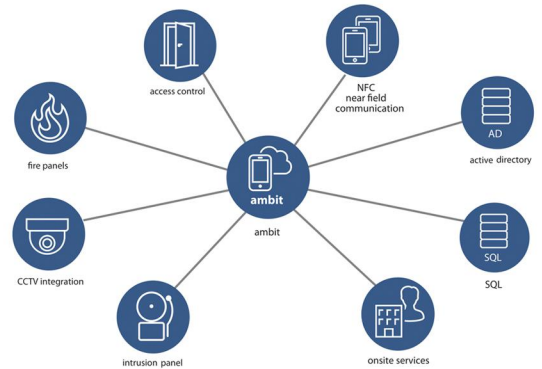 access control
NFC
near field
communication
fire panels
AD
active directory
ambit
ambit
CCTV integration
SQL
SQL
intrusion panel
onsite services